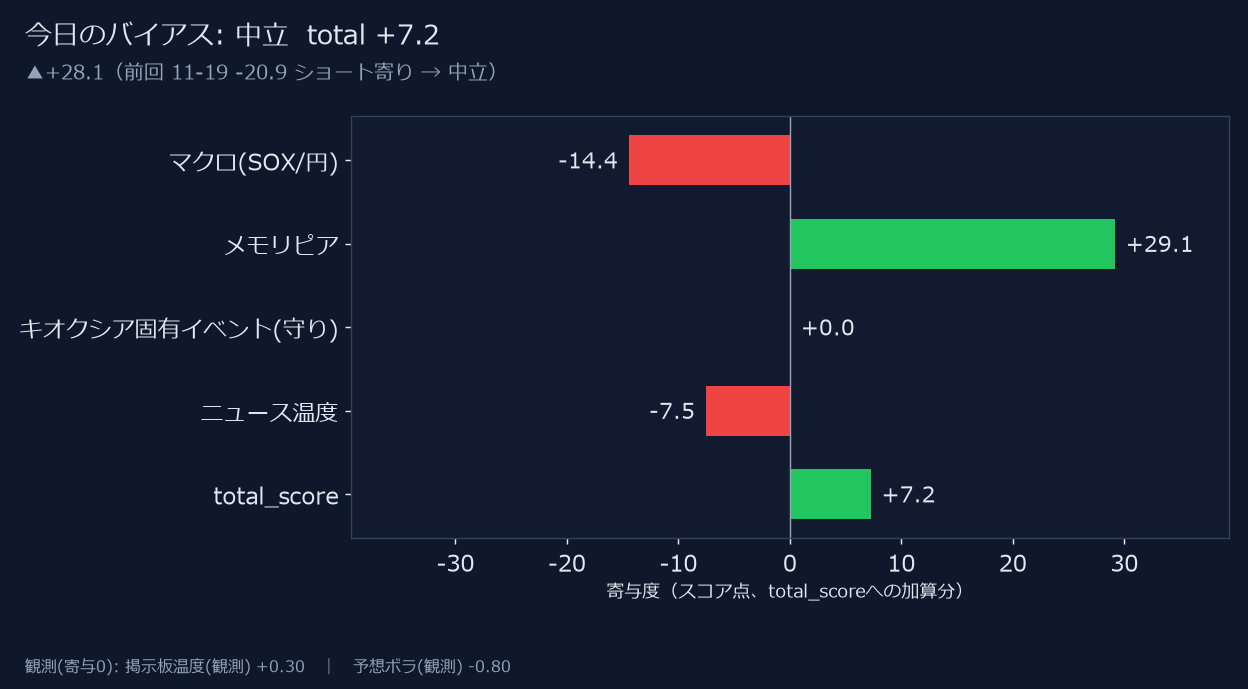 今日のバイアス: 中立  total +7.2
▲+28.1（前回 11-19 -20.9 ショート寄り → 中立）
マクロ(SOX/円)
-14.4
メモリピア
+29.1
キオクシア固有イベント(守り)
+0.0
ニュース温度
-7.5
total_score
+7.2
-30 -20 -10 0 10 20 30
寄与度（スコア点、total_scoreへの加算分）
観測(寄与0): 掲示板温度(観測) +0.30 ｜ 予想ボラ(観測) -0.80